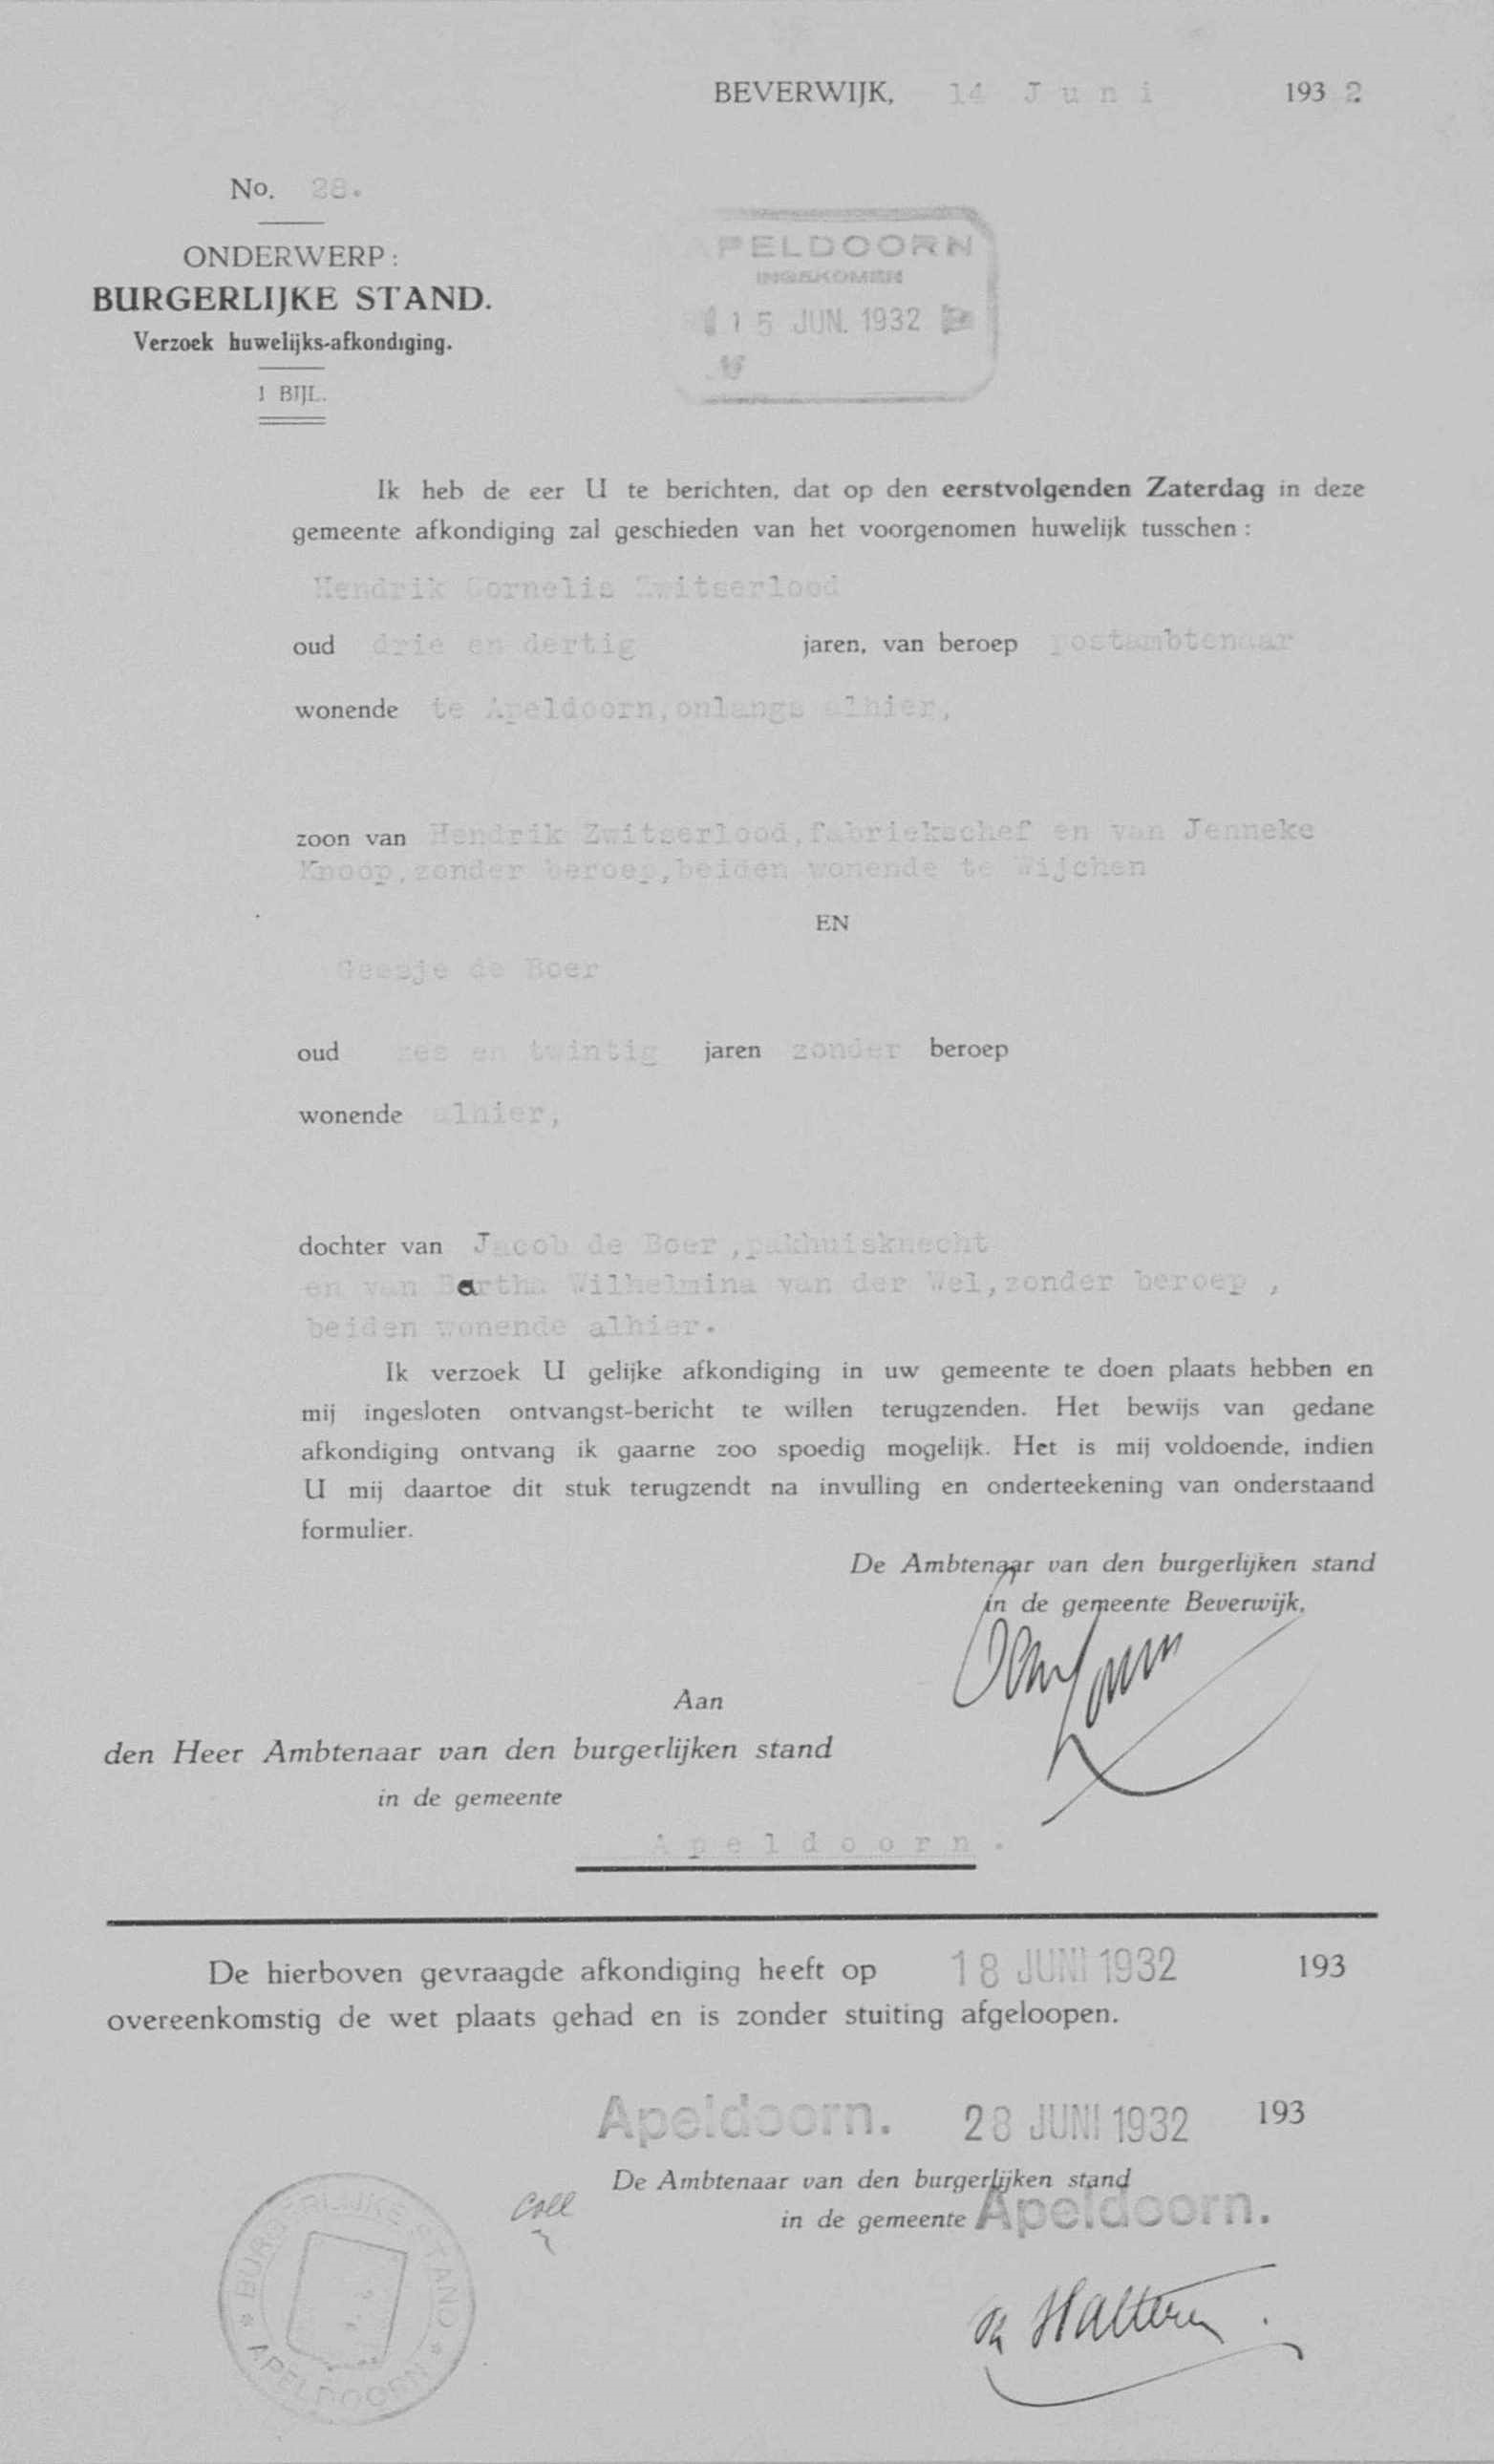 BEVERWIJK, 14 Juni 193 2
No. 28.
ONDERWERP:
BURGERLIJKE STAND.
Verzoek huwelijks-afkondiging.
1 BIJL.
APELDOORN
INGEKOMEN
15 JUN. 1932
Ik heb de eer U te berichten, dat op den eerstvolgenden Zaterdag in deze
gemeente afkondiging zal geschieden van het voorgenomen huwelijk tusschen:
Hendrik Cornelis Zwitserlood
oud drie en dertig jaren, van beroep postambtenaar
wonende te Apeldoorn, onlangs alhier,
zoon van Hendrik Zwitserlood, fabriekschef en van Jenneke
Knoop, zonder beroep, beiden wonende te Wijchen
EN
Geesje de Boer
oud zes en twintig jaren zonder beroep
wonende alhier,
dochter van Jacob de Boer, pakhuisknecht
en van Bartha Wilhelmina van der Wel, zonder beroep,
beiden wonende alhier.
Ik verzoek U gelijke afkondiging in uw gemeente te doen plaats hebben en
mij ingesloten ontvangst-bericht te willen terugzenden. Het bewijs van gedane
afkondiging ontvang ik gaarne zoo spoedig mogelijk. Het is mij voldoende, indien
U mij daartoe dit stuk terugzendt na invulling en onderteekening van onderstaand
formulier.
De Ambtenaar van den burgerlijken stand
in de gemeente Beverwijk,
Aan
den Heer Ambtenaar van den burgerlijken stand
in de gemeente
Apeldoorn.
De hierboven gevraagde afkondiging heeft op 18 JUNI 1932 193
overeenkomstig de wet plaats gehad en is zonder stuiting afgeloopen.
Apeldoorn. 28 JUNI 1932 193
De Ambtenaar van den burgerlijken stand
in de gemeente Apeldoorn.
Coll
BURGERLIJKE STAND
APELDOORN